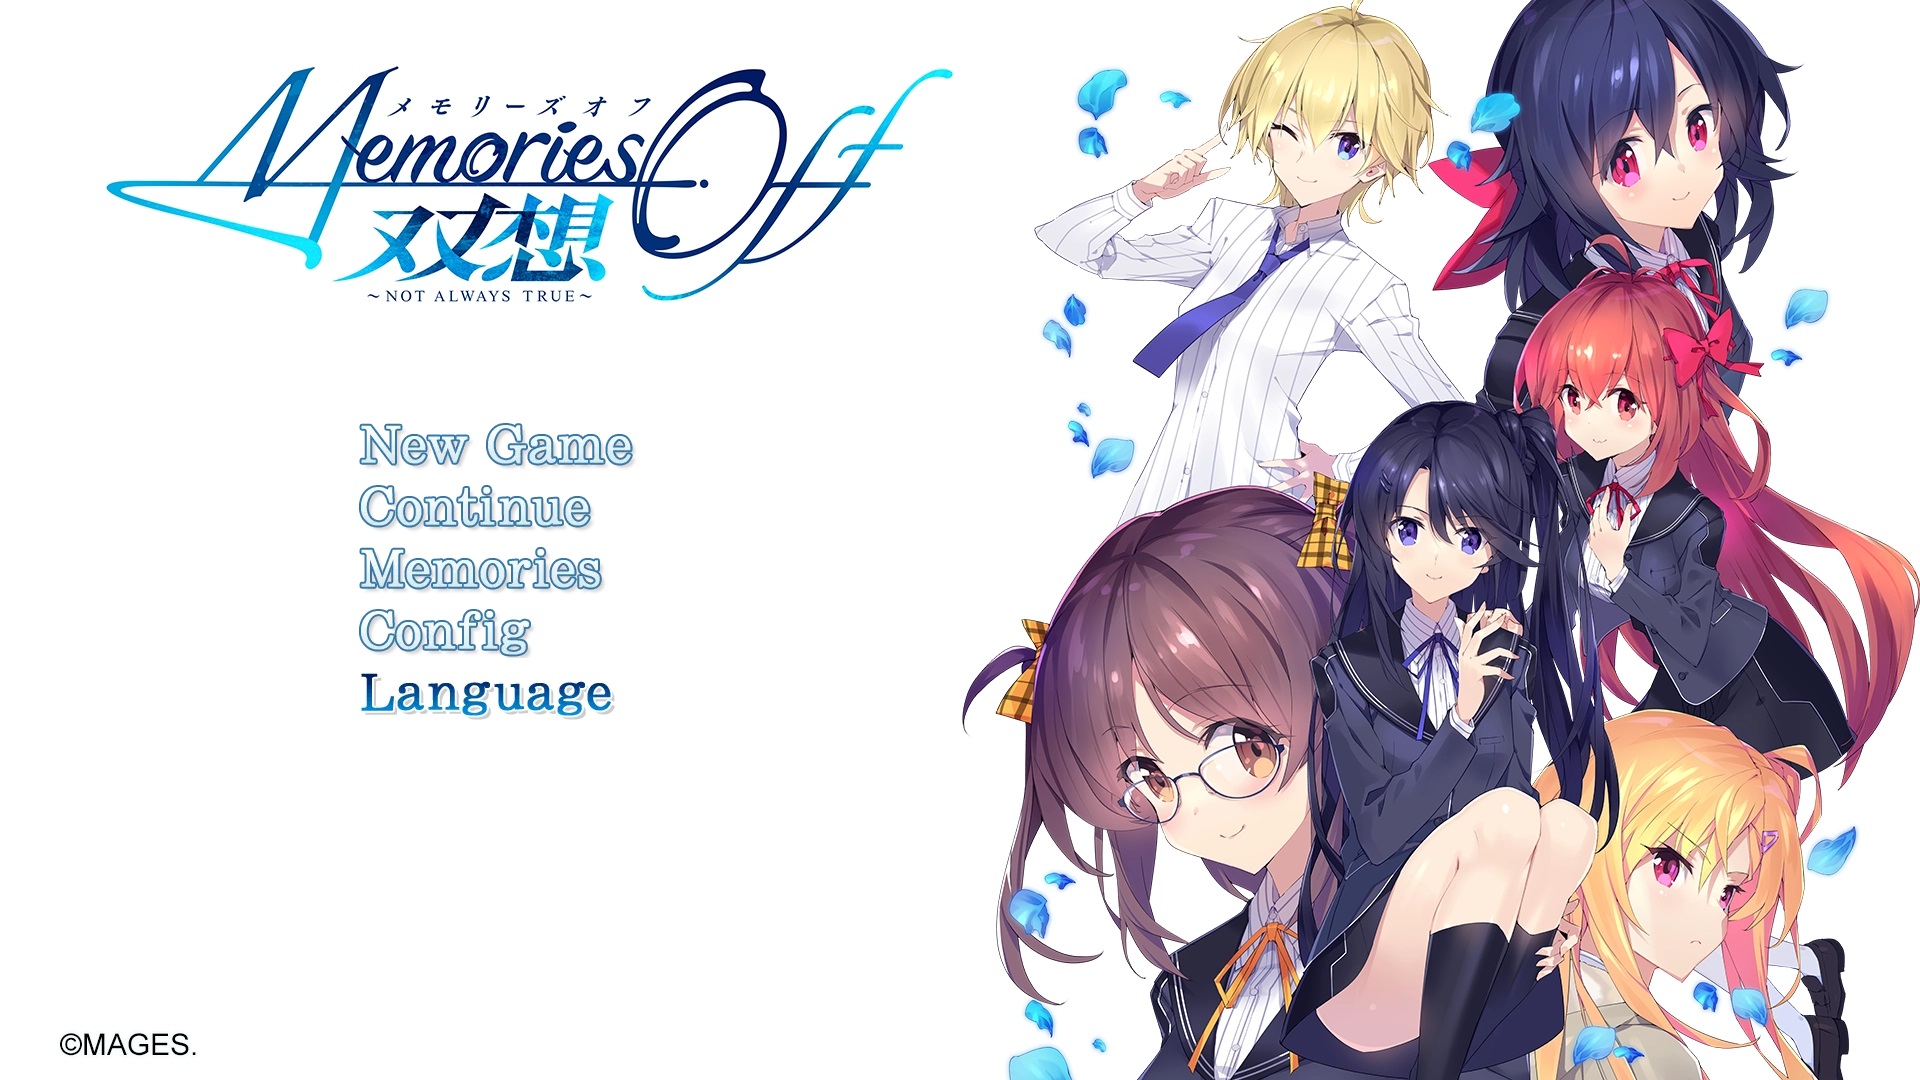 メモリーズオフ
Memories Off
双想
~NOT ALWAYS TRUE~
New Game
Continue
Memories
Config
Language
©MAGES.